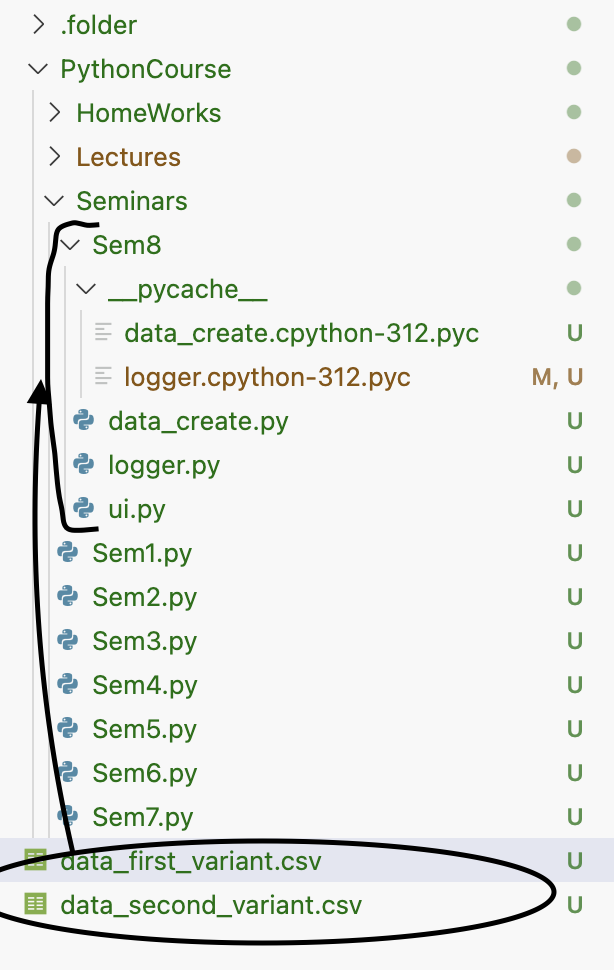 .folder
PythonCourse
HomeWorks
Lectures
Seminars
Sem8
__pycache__
data_create.cpython-312.pyc U
logger.cpython-312.pyc M, U
data_create.py U
logger.py U
ui.py U
Sem1.py U
Sem2.py U
Sem3.py U
Sem4.py U
Sem5.py U
Sem6.py U
Sem7.py U
data_first_variant.csv U
data_second_variant.csv U